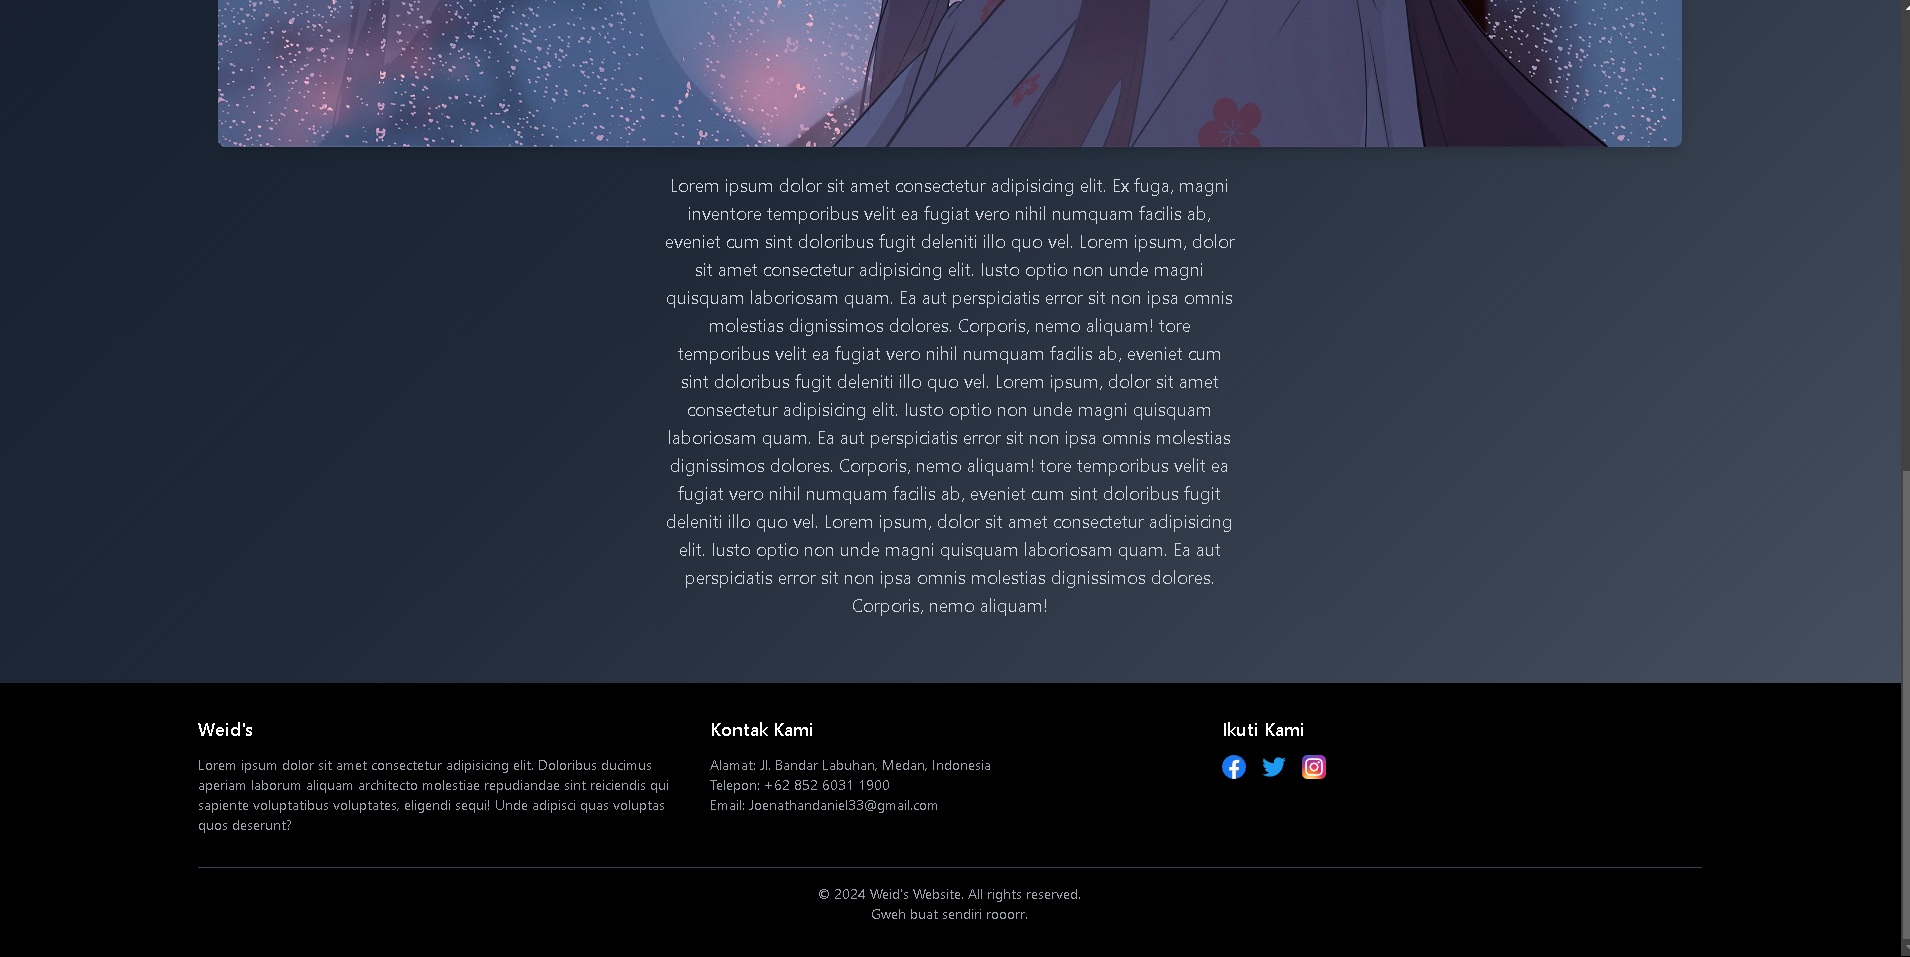 Lorem ipsum dolor sit amet consectetur adipisicing elit. Ex fuga, magni
inventore temporibus velit ea fugiat vero nihil numquam facilis ab,
eveniet cum sint doloribus fugit deleniti illo quo vel. Lorem ipsum, dolor
sit amet consectetur adipisicing elit. Iusto optio non unde magni
quisquam laboriosam quam. Ea aut perspiciatis error sit non ipsa omnis
molestias dignissimos dolores. Corporis, nemo aliquam! tore
temporibus velit ea fugiat vero nihil numquam facilis ab, eveniet cum
sint doloribus fugit deleniti illo quo vel. Lorem ipsum, dolor sit amet
consectetur adipisicing elit. Iusto optio non unde magni quisquam
laboriosam quam. Ea aut perspiciatis error sit non ipsa omnis molestias
dignissimos dolores. Corporis, nemo aliquam! tore temporibus velit ea
fugiat vero nihil numquam facilis ab, eveniet cum sint doloribus fugit
deleniti illo quo vel. Lorem ipsum, dolor sit amet consectetur adipisicing
elit. Iusto optio non unde magni quisquam laboriosam quam. Ea aut
perspiciatis error sit non ipsa omnis molestias dignissimos dolores.
Corporis, nemo aliquam!
Weid's
Lorem ipsum dolor sit amet consectetur adipisicing elit. Doloribus ducimus
aperiam laborum aliquam architecto molestiae repudiandae sint reiciendis qui
sapiente voluptatibus voluptates, eligendi sequi! Unde adipisci quas voluptas
quos deserunt?
Kontak Kami
Alamat: Jl. Bandar Labuhan, Medan, Indonesia
Telepon: +62 852 6031 1900
Email: Joenathandaniel33@gmail.com
Ikuti Kami
© 2024 Weid's Website. All rights reserved.
Gweh buat sendiri rooorr.